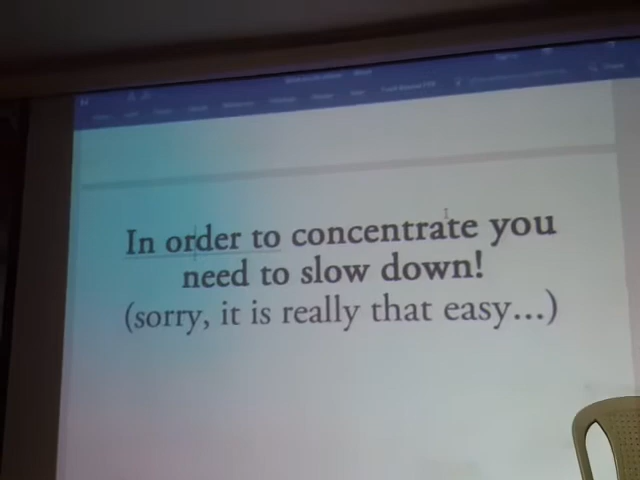 In order to concentrate you
need to slow down!
(sorry, it is really that easy...)